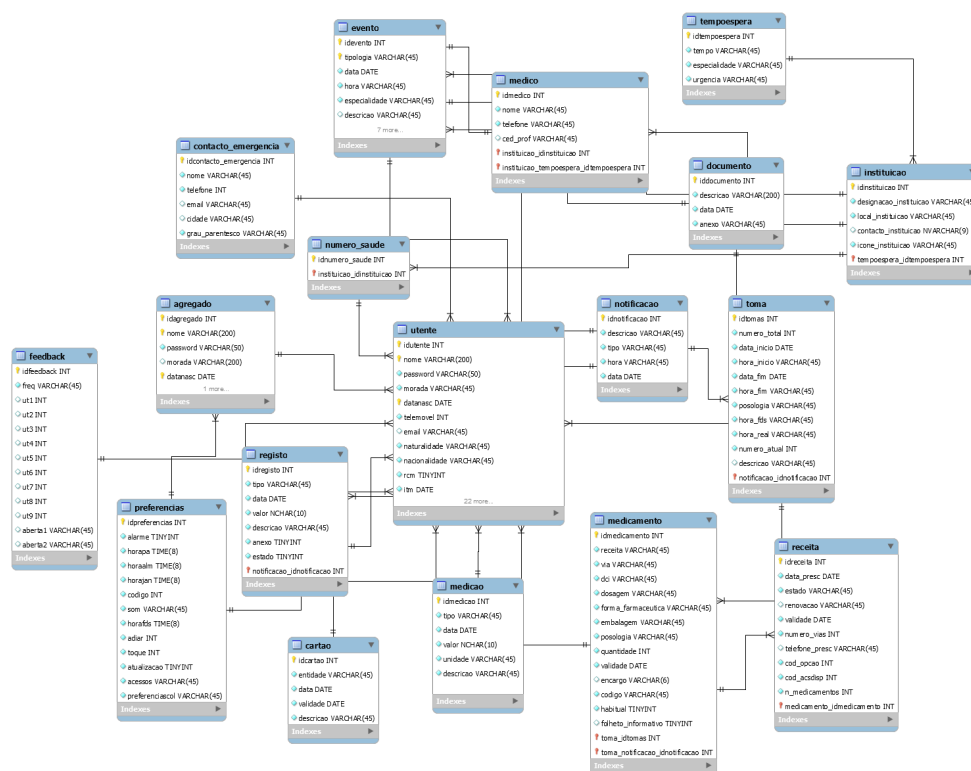 evento
idevento INT
tipologia VARCHAR(45)
data DATE
hora VARCHAR(45)
especialidade VARCHAR(45)
descricao VARCHAR(45)
7 more...
Indexes
tempoespera
idtempoespera INT
tempo VARCHAR(45)
especialidade VARCHAR(45)
urgencia VARCHAR(45)
Indexes
medico
idmedico INT
nome VARCHAR(45)
telefone VARCHAR(45)
ced_prof VARCHAR(45)
instituicao_idinstituicao INT
instituicao_tempoespera_idtempoespera INT
Indexes
contacto_emergencia
idcontacto_emergencia INT
nome VARCHAR(45)
telefone INT
email VARCHAR(45)
cidade VARCHAR(45)
grau_parentesco VARCHAR(45)
Indexes
documento
iddocumento INT
descricao VARCHAR(200)
data DATE
anexo VARCHAR(45)
Indexes
instituicao
idinstituicao INT
designacao_instituicao VARCHAR(45)
local_instituicao VARCHAR(45)
contacto_instituicao NVARCHAR(9)
icone_instituicao VARCHAR(45)
tempoespera_idtempoespera INT
Indexes
numero_saude
idnumero_saude INT
instituicao_idinstituicao INT
Indexes
agregado
idagregado INT
nome VARCHAR(200)
password VARCHAR(50)
morada VARCHAR(200)
datanasc DATE
1 more...
Indexes
utente
idutente INT
nome VARCHAR(200)
password VARCHAR(50)
morada VARCHAR(45)
datanasc DATE
telemovel INT
email VARCHAR(45)
naturalidade VARCHAR(45)
nacionalidade VARCHAR(45)
rcm TINYINT
itm DATE
22 more...
Indexes
notificacao
idnotificacao INT
descricao VARCHAR(45)
tipo VARCHAR(45)
hora VARCHAR(45)
data DATE
Indexes
toma
idtomas INT
numero_total INT
data_inicio DATE
hora_inicio VARCHAR(45)
data_fim DATE
hora_fim VARCHAR(45)
posologia VARCHAR(45)
hora_fds VARCHAR(45)
hora_real VARCHAR(45)
numero_atual INT
descricao VARCHAR(45)
notificacao_idnotificacao INT
Indexes
feedback
idfeedback INT
freq VARCHAR(45)
ut1 VARCHAR(45)
ut2 VARCHAR(45)
ut3 VARCHAR(45)
ut4 VARCHAR(45)
ut5 VARCHAR(45)
ut6 VARCHAR(45)
ut7 VARCHAR(45)
ut8 VARCHAR(45)
ut9 VARCHAR(45)
aberta1 VARCHAR(45)
aberta2 VARCHAR(45)
Indexes
registo
idregisto INT
tipo VARCHAR(45)
data DATE
valor NCHAR(10)
descricao VARCHAR(45)
anexo TINYINT
estado TINYINT
notificacao_idnotificacao INT
Indexes
preferencias
idpreferencias INT
alarme TINYINT
horapa TIME(8)
horaalm TIME(8)
horajan TIME(8)
codigo INT
som VARCHAR(45)
horafds TIME(8)
adiar INT
toque INT
atualizacao TINYINT
acessos VARCHAR(45)
preferenciascol VARCHAR(45)
Indexes
cartao
idcartao INT
entidade VARCHAR(45)
data DATE
validade DATE
descricao VARCHAR(45)
Indexes
medicao
idmedicao INT
tipo VARCHAR(45)
data DATE
valor NCHAR(10)
unidade VARCHAR(45)
descricao VARCHAR(45)
Indexes
medicamento
idmedicamento INT
receita VARCHAR(45)
via VARCHAR(45)
dci VARCHAR(45)
dosagem VARCHAR(45)
forma_farmaceutica VARCHAR(45)
embalagem VARCHAR(45)
posologia VARCHAR(45)
quantidade INT
validade DATE
encargo VARCHAR(6)
codigo VARCHAR(45)
habitual TINYINT
folheto_informativo TINYINT
toma_idtomas INT
toma_notificacao_idnotificacao INT
Indexes
receita
idreceita INT
data_presc DATE
estado VARCHAR(45)
renovacao VARCHAR(45)
validade DATE
numero_vias INT
telefone_presc VARCHAR(45)
cod_opcao INT
cod_acsdisp INT
n_medicamentos INT
medicamento_idmedicamento INT
Indexes